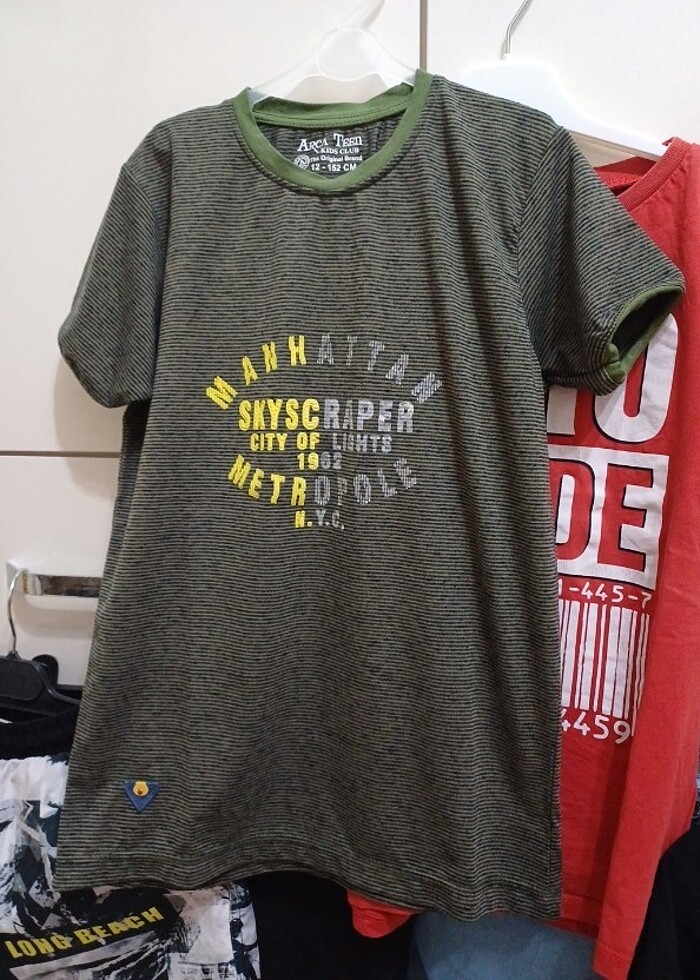 ARCA TEEN
KIDS CLUB
The Original Brand
12 - 152 CM
MANHATTAN
SKYSCRAPER
CITY OF LIGHTS
1962
METROPOLE
N.Y.C.
DE
-445-7
4459
LONG BEACH